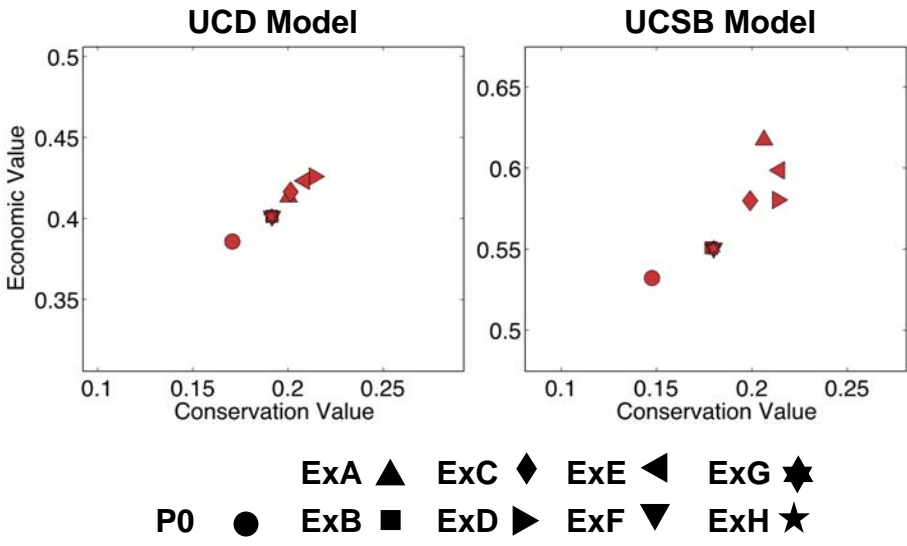 UCD Model
UCSB Model
Economic Value
0.5
0.45
0.4
0.35
0.1 0.15 0.2 0.25
Conservation Value
0.65
0.6
0.55
0.5
0.1 0.15 0.2 0.25
Conservation Value
ExA ExC ExE ExG
P0 ExB ExD ExF ExH